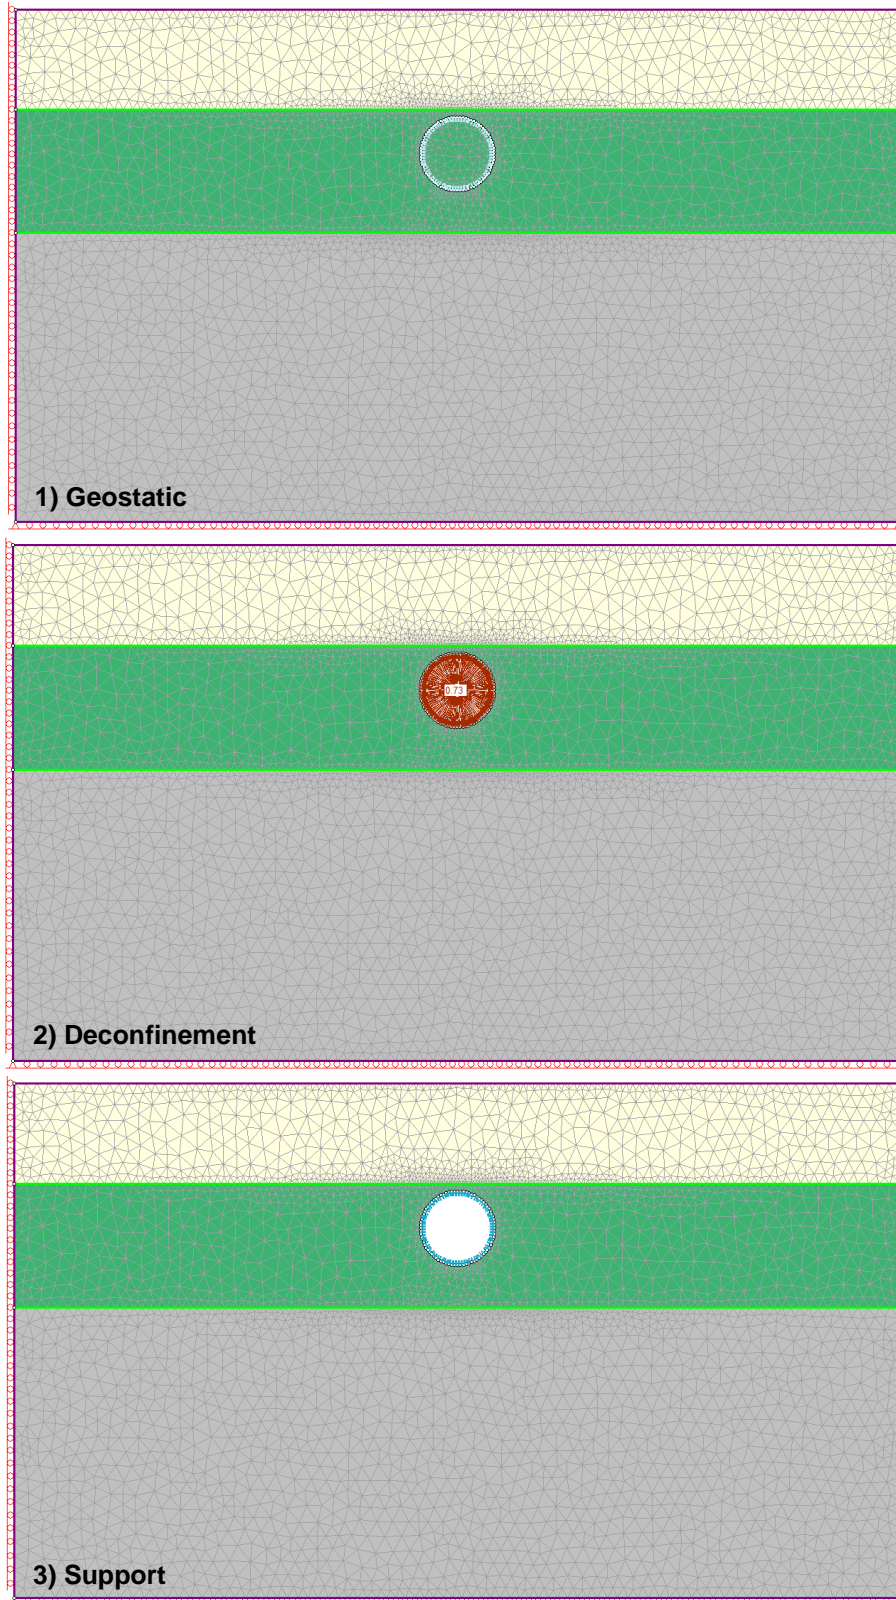 1) Geostatic
0.73
2) Deconfinement
3) Support